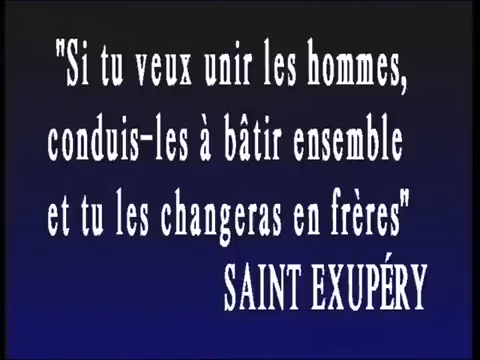 "Si tu veux unir les hommes,
conduis-les à bâtir ensemble
et tu les changeras en frères"
SAINT EXUPÉRY